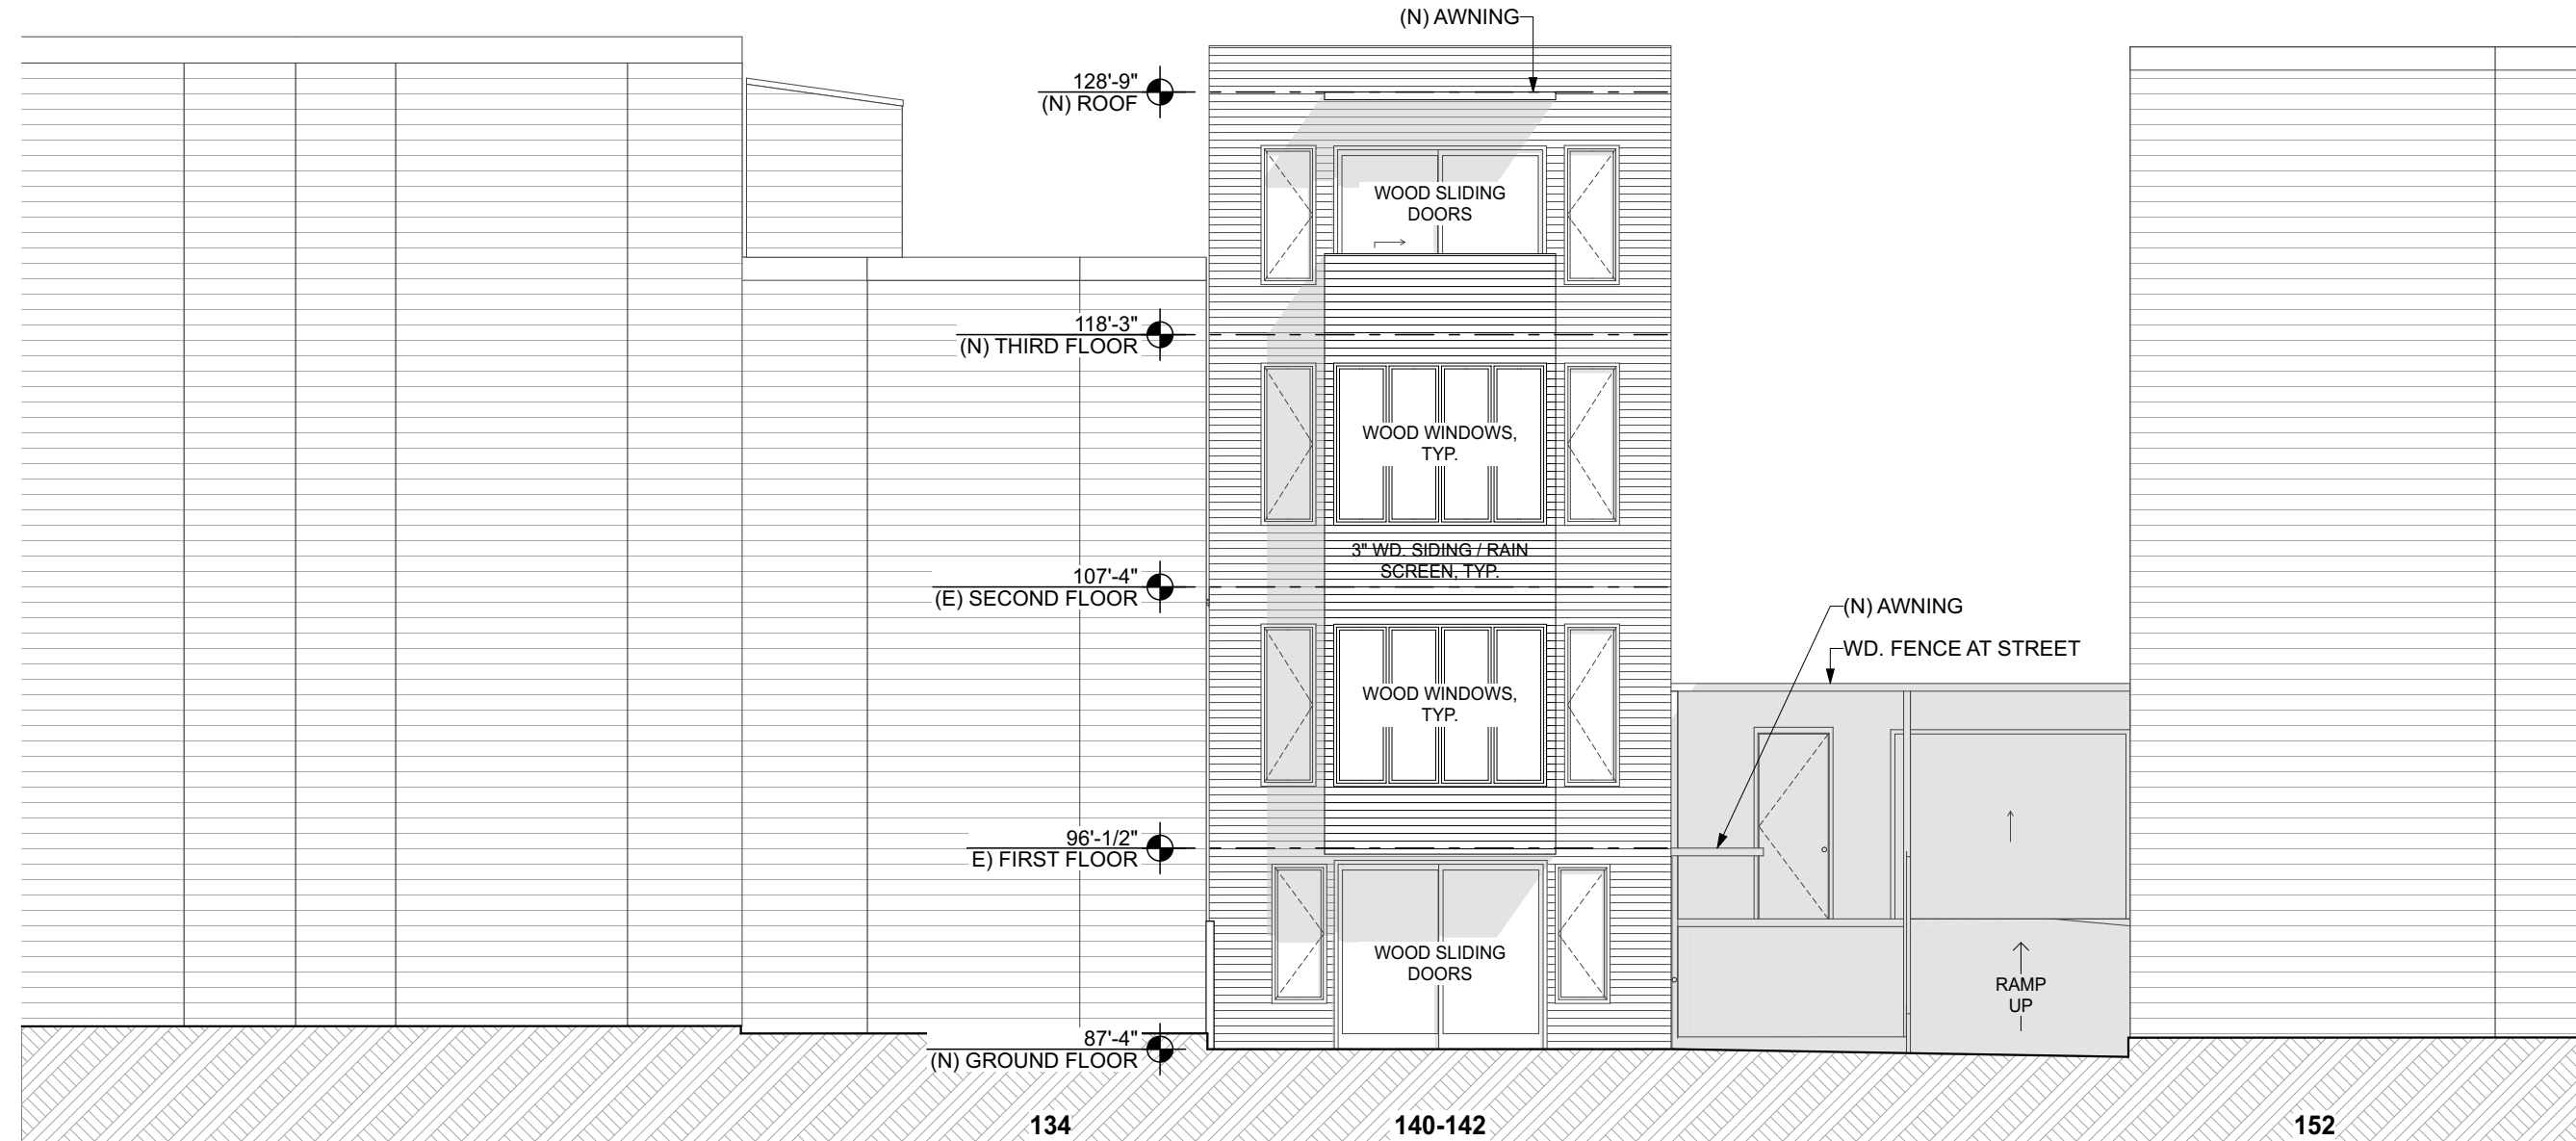 (N) AWNING
128'-9"
(N) ROOF
WOOD SLIDING
DOORS
118'-3"
(N) THIRD FLOOR
WOOD WINDOWS,
TYP.
3" WD. SIDING / RAIN
SCREEN, TYP.
107'-4"
(E) SECOND FLOOR
(N) AWNING
WD. FENCE AT STREET
WOOD WINDOWS,
TYP.
96'-1/2"
E) FIRST FLOOR
WOOD SLIDING
DOORS
RAMP
UP
87'-4"
(N) GROUND FLOOR
134
140-142
152